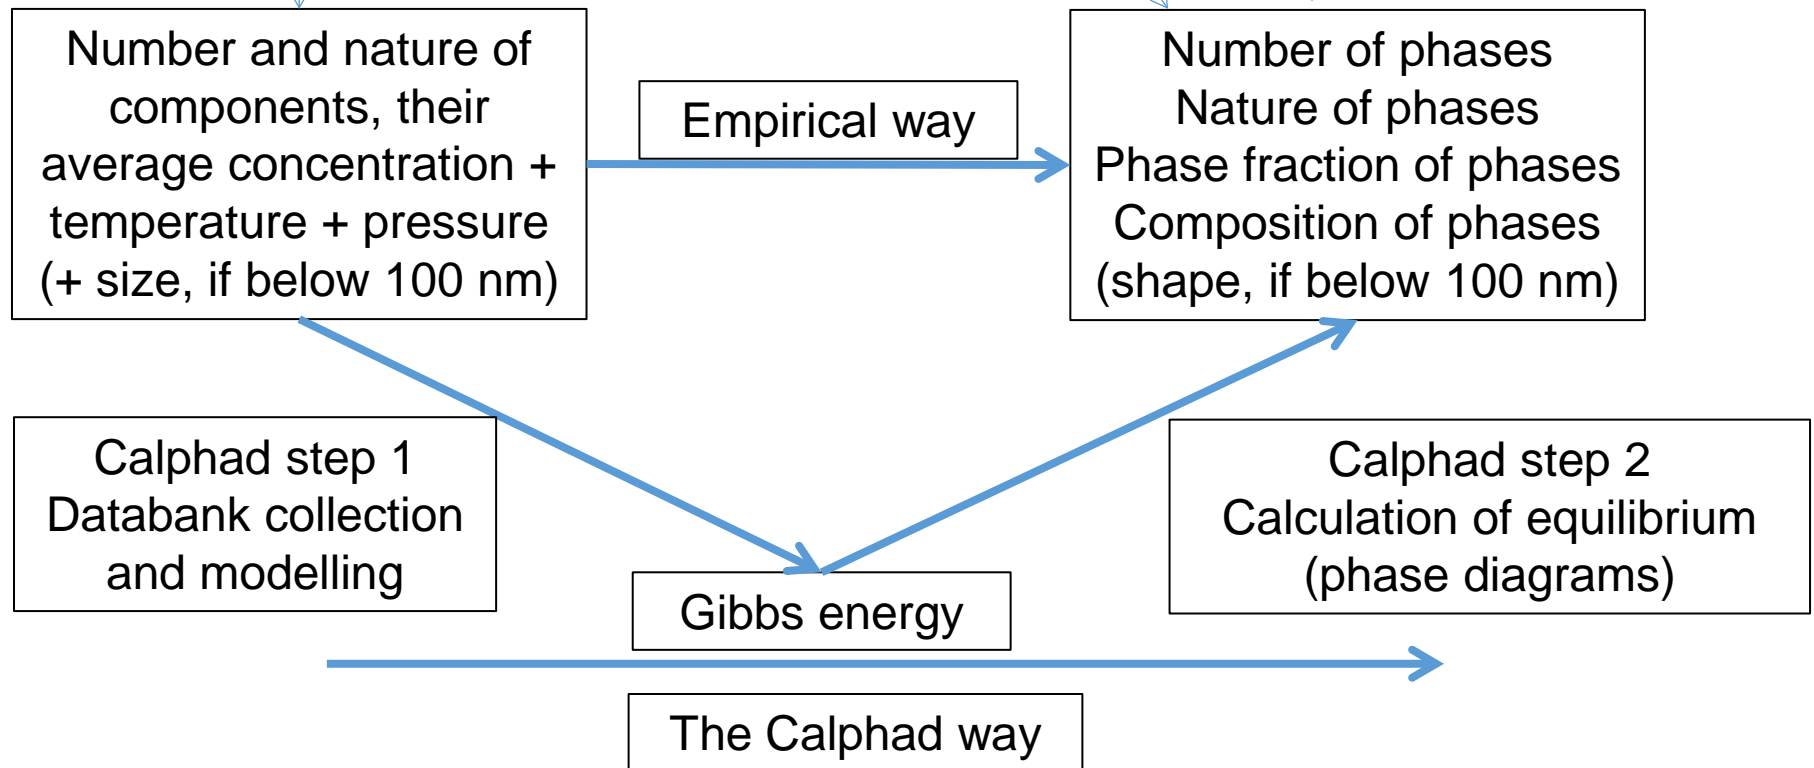 Number and nature of
components, their
average concentration +
temperature + pressure
(+ size, if below 100 nm)
Empirical way
Number of phases
Nature of phases
Phase fraction of phases
Composition of phases
(shape, if below 100 nm)
Calphad step 1
Databank collection
and modelling
Gibbs energy
Calphad step 2
Calculation of equilibrium
(phase diagrams)
The Calphad way